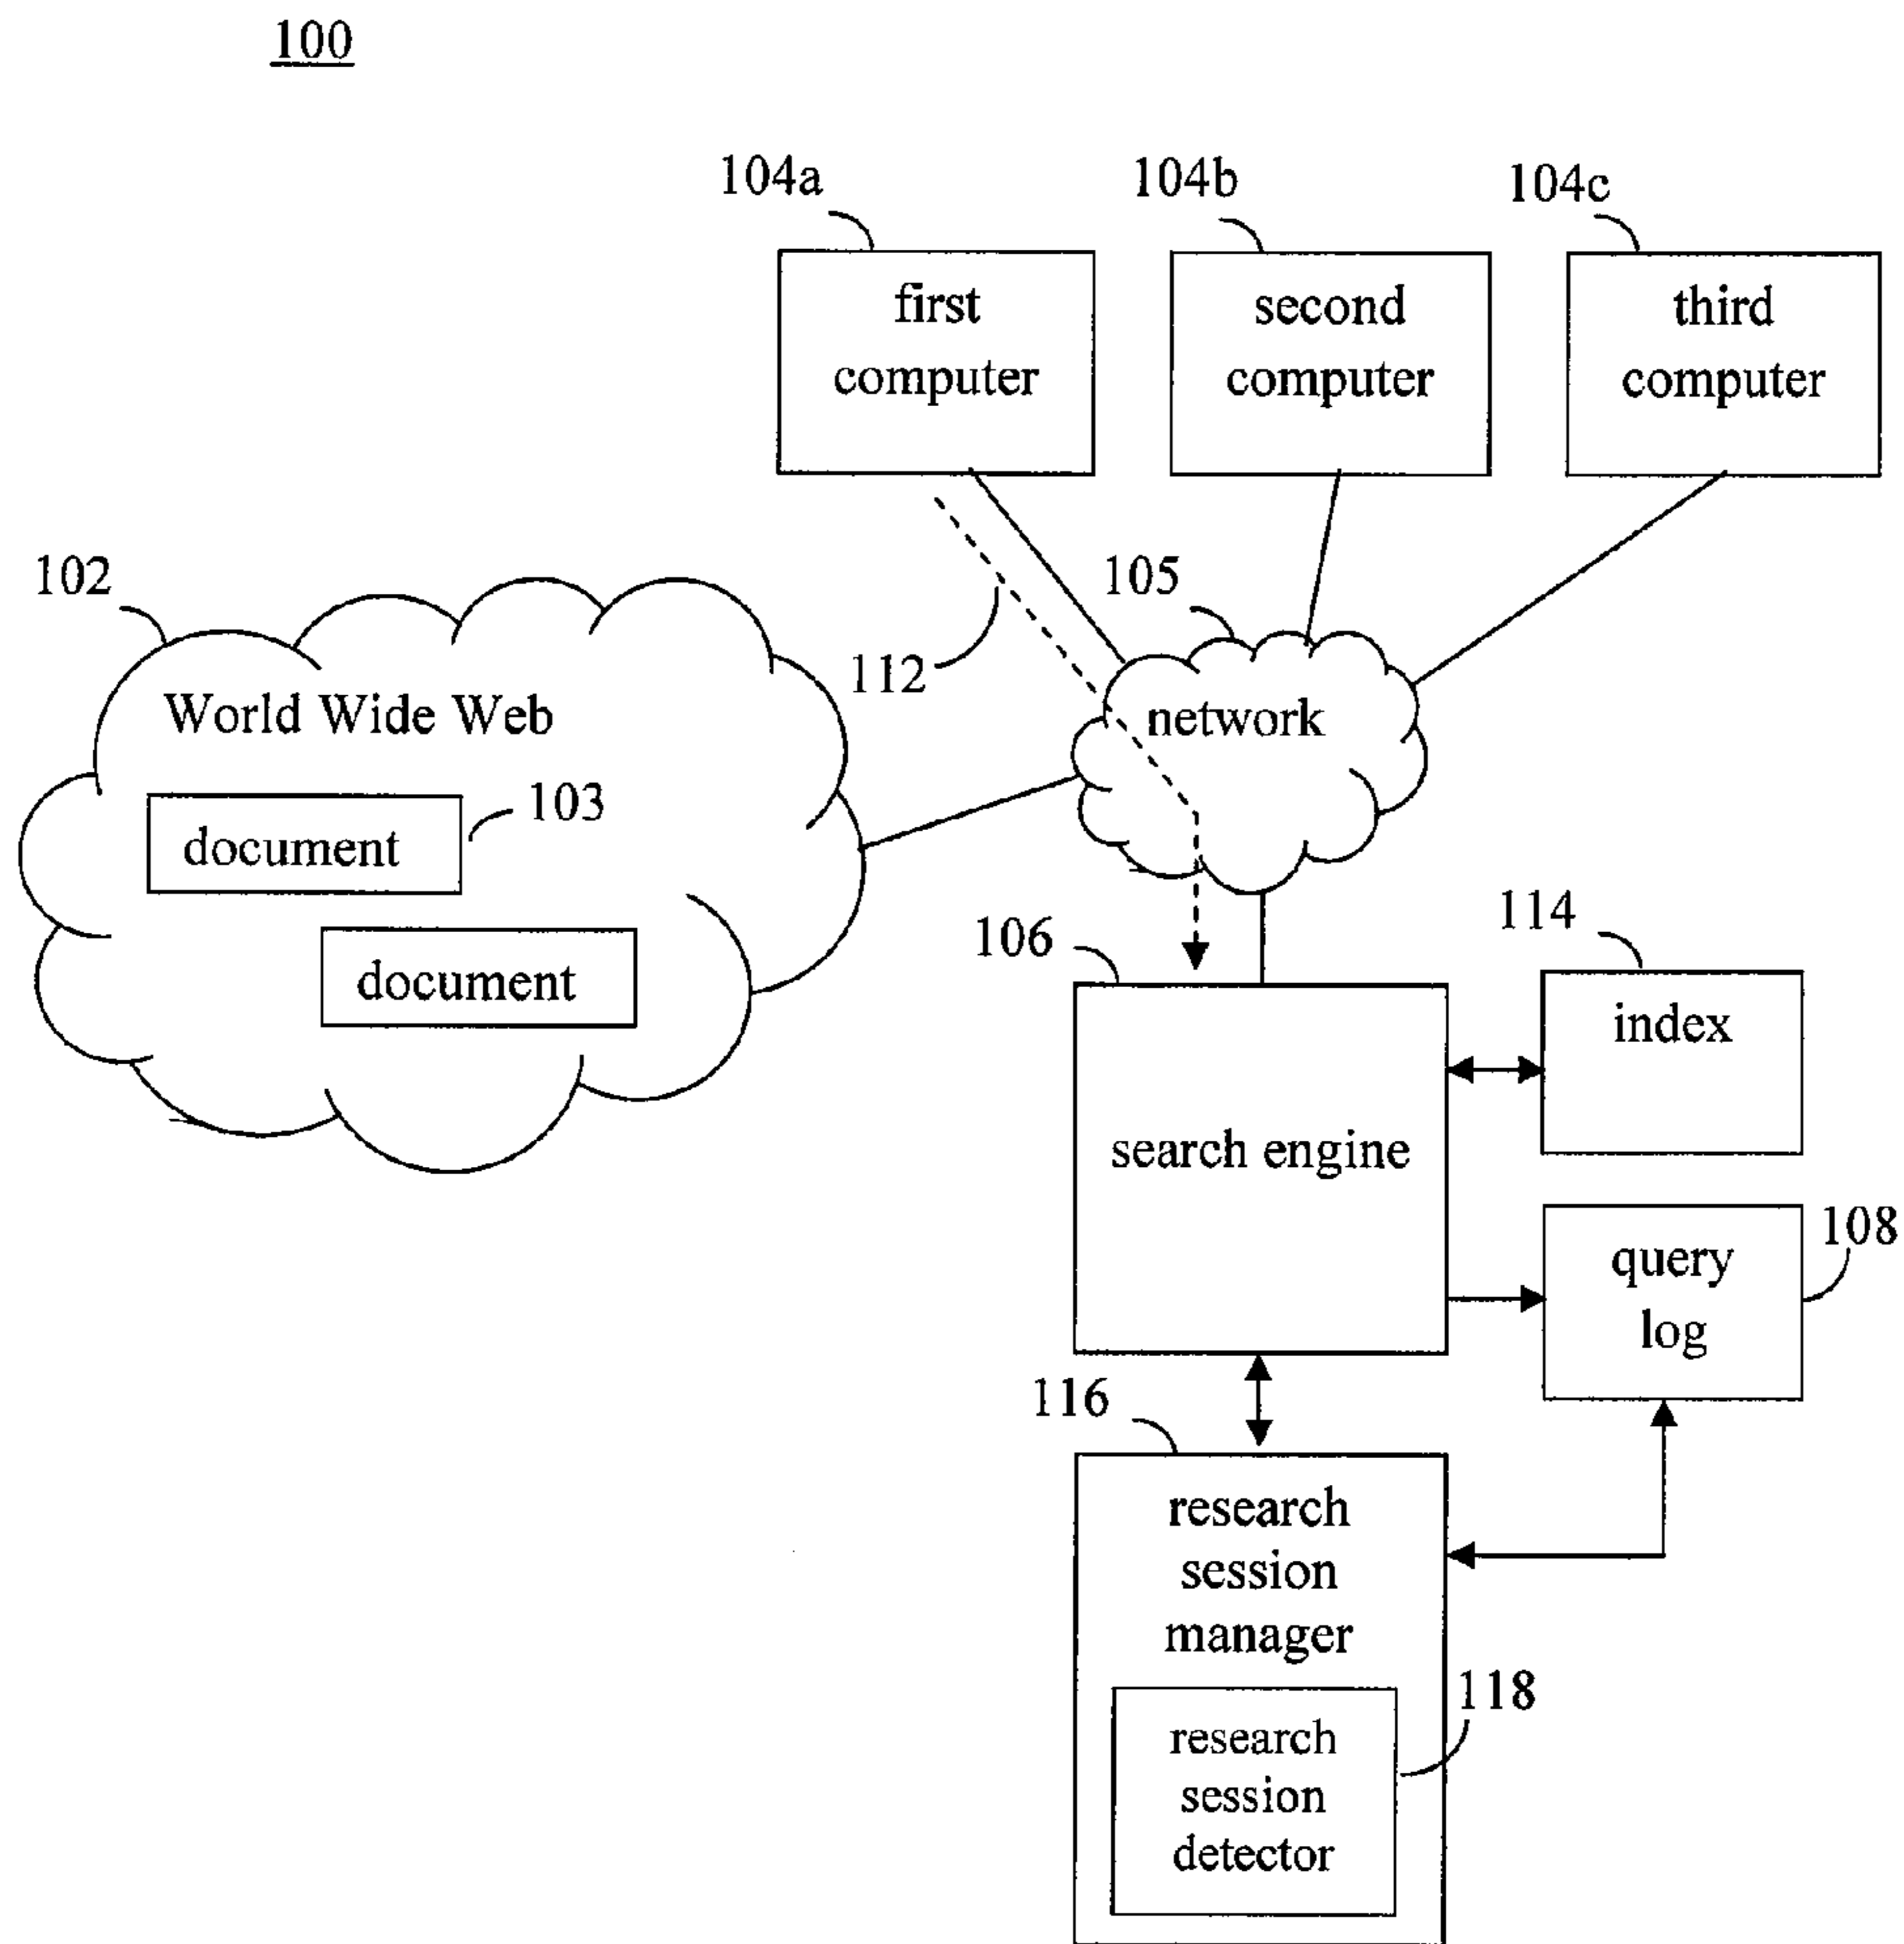 100
104a
104b
104c
first
computer
second
computer
third
computer
102
105
112
World Wide Web
network
document
103
document
106
114
index
search engine
108
query
log
116
research
session
manager
118
research
session
detector